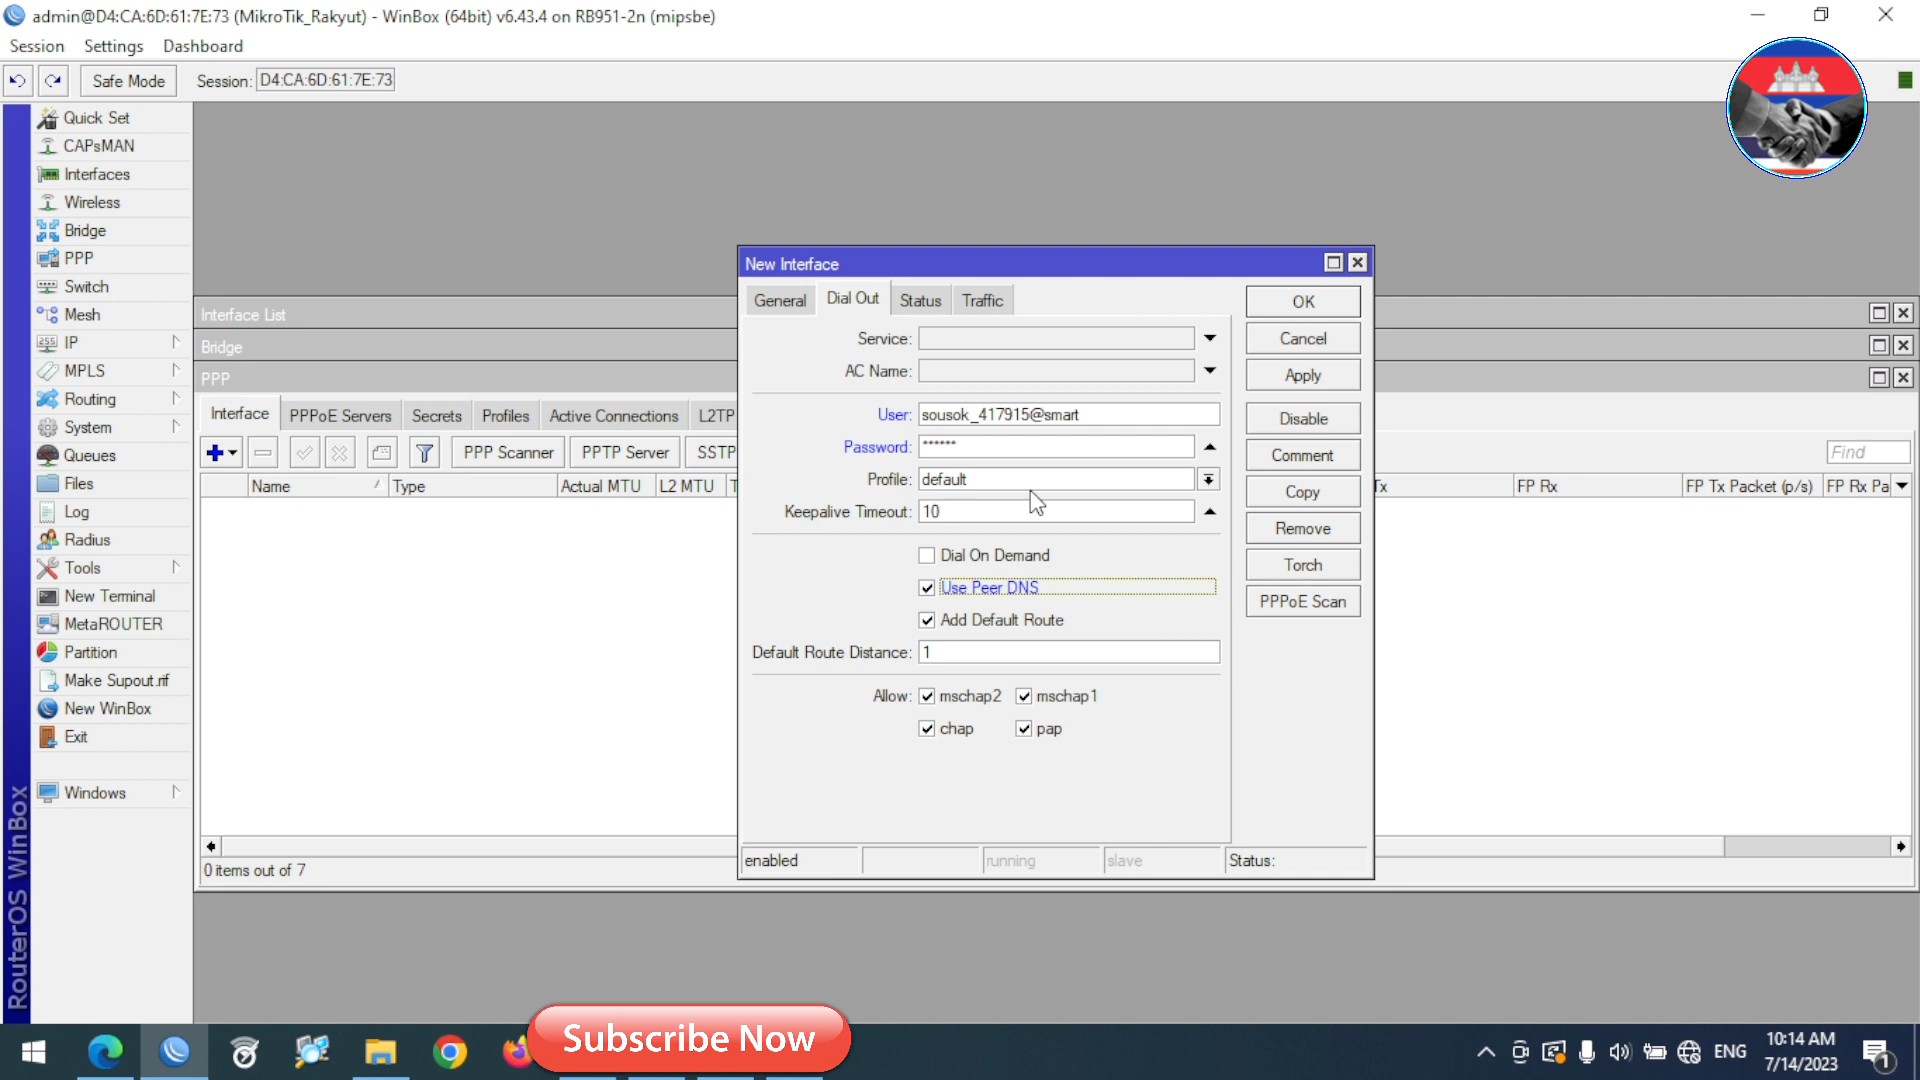 admin@D4:CA:6D:61:7E:73 (MikroTik_Rakyut) - WinBox (64bit) v6.43.4 on RB951-2n (mipsbe)
Session Settings Dashboard
Safe Mode Session: D4:CA:6D:61:7E:73
Quick Set
CAPsMAN
Interfaces
Wireless
Bridge
PPP
Switch
Mesh
IP
MPLS
Routing
System
Queues
Files
Log
Radius
Tools
New Terminal
MetaROUTER
Partition
Make Supout.rif
New WinBox
Exit
Windows
RouterOS WinBox
Interface List
Bridge
PPP
Interface PPPoE Servers Secrets Profiles Active Connections L2TP
PPP Scanner PPTP Server SSTP
Find
Name Type Actual MTU L2 MTU T
Tx FP Rx FP Tx Packet (p/s) FP Rx Pa
0 items out of 7
New Interface
General Dial Out Status Traffic
Service:
AC Name:
User: sousok_417915@smart
Password: ******
Profile: default
Keepalive Timeout: 10
Dial On Demand
Use Peer DNS
Add Default Route
Default Route Distance: 1
Allow: mschap2 mschap1
chap pap
OK
Cancel
Apply
Disable
Comment
Copy
Remove
Torch
PPPoE Scan
enabled running slave Status:
Subscribe Now
ENG
10:14 AM
7/14/2023
1